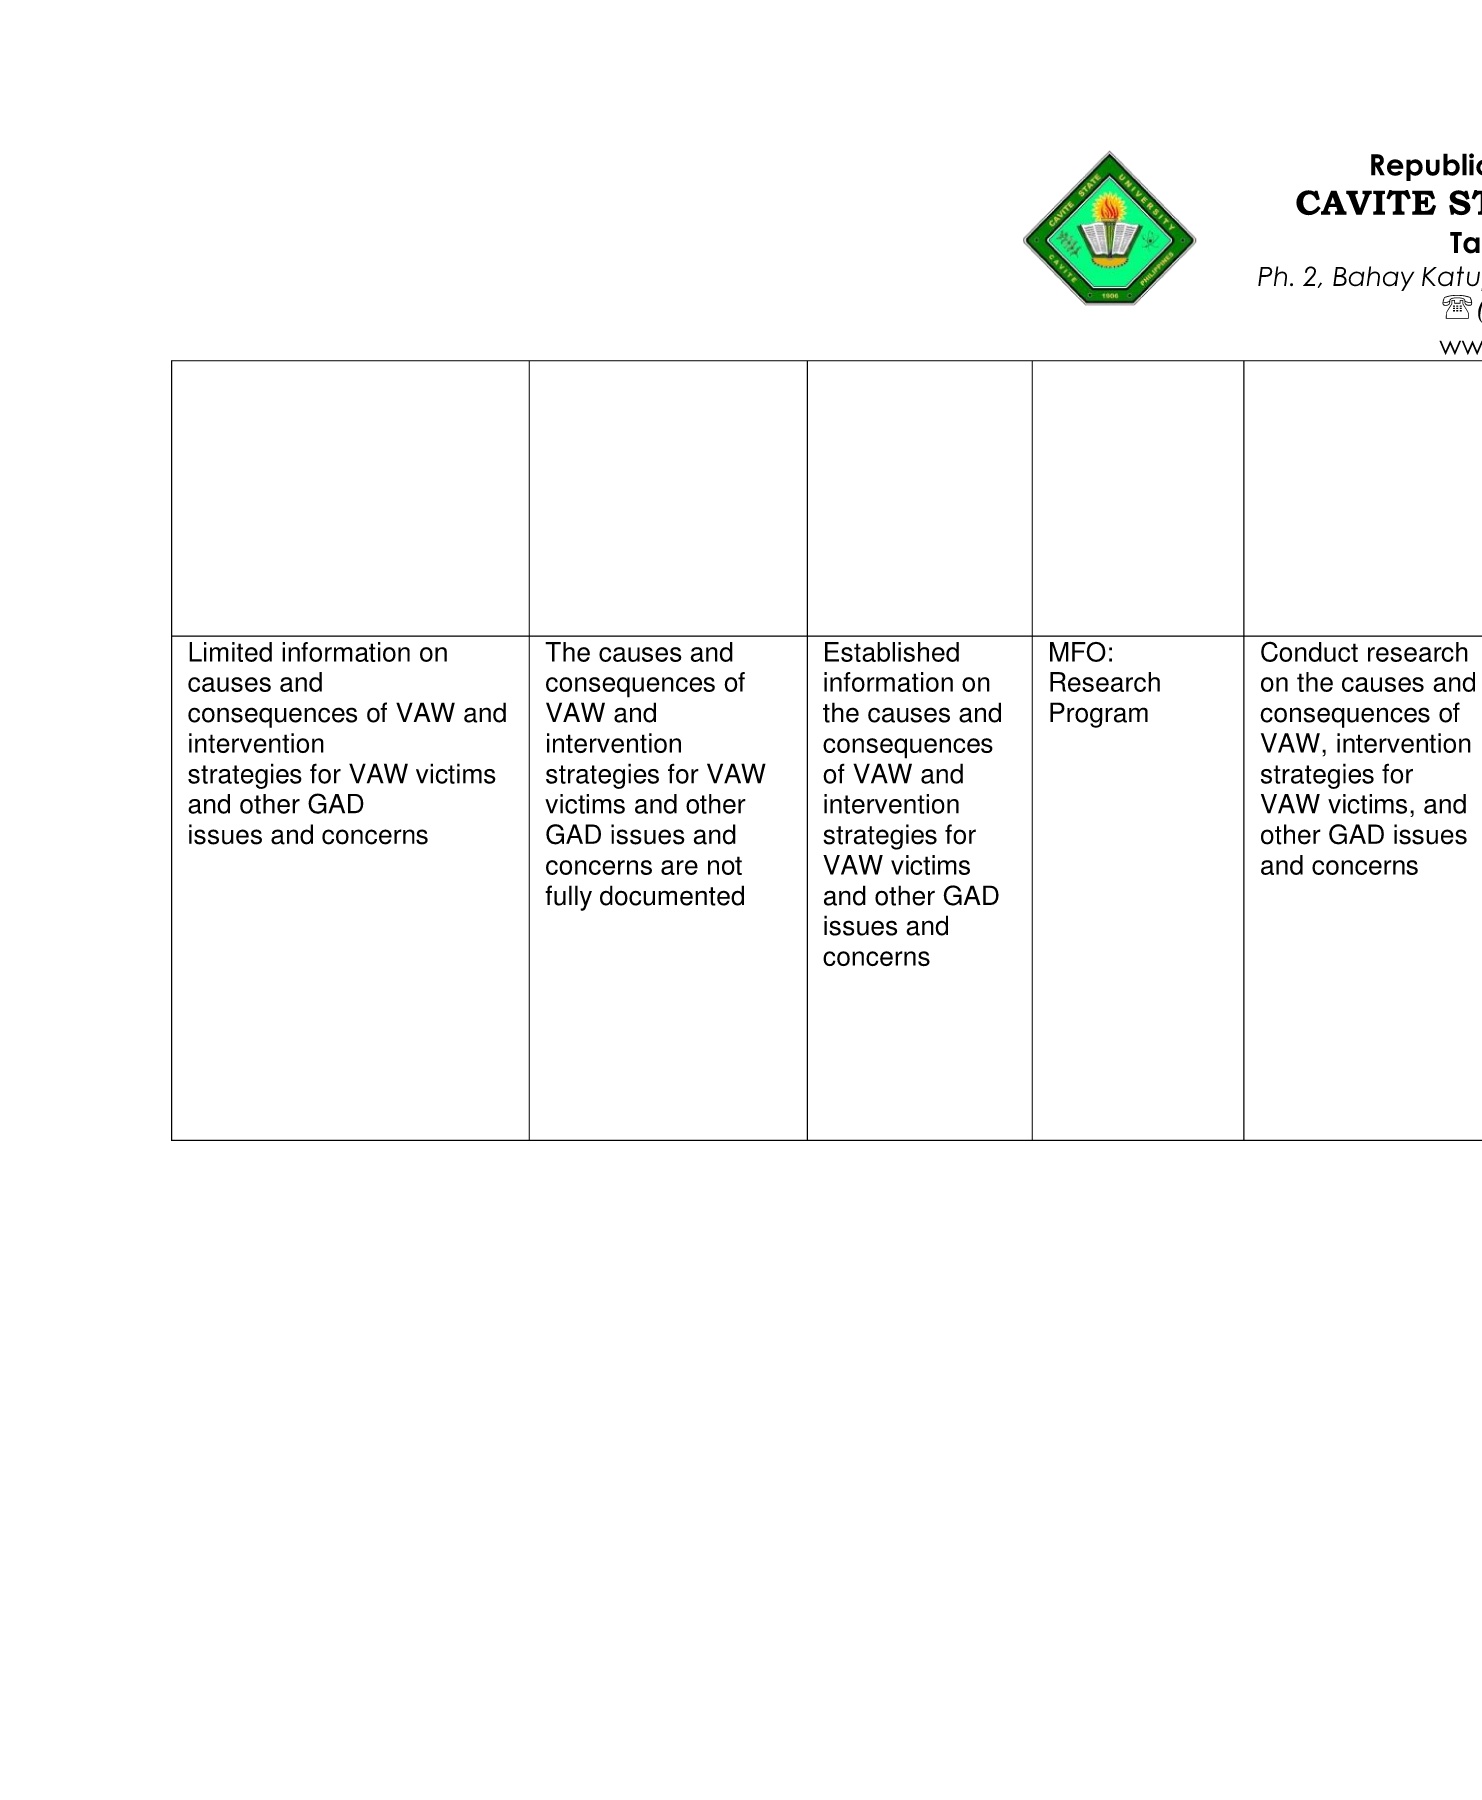 CAVITE STATE UNIVERSITY
CAVITE
PHILIPPINES
1906
Republic
CAVITE ST
Ta
Ph. 2, Bahay Katu
(
ww
Limited information on
causes and
consequences of VAW and
intervention
strategies for VAW victims
and other GAD
issues and concerns
The causes and
consequences of
VAW and
intervention
strategies for VAW
victims and other
GAD issues and
concerns are not
fully documented
Established
information on
the causes and
consequences
of VAW and
intervention
strategies for
VAW victims
and other GAD
issues and
concerns
MFO:
Research
Program
Conduct research
on the causes and
consequences of
VAW, intervention
strategies for
VAW victims, and
other GAD issues
and concerns